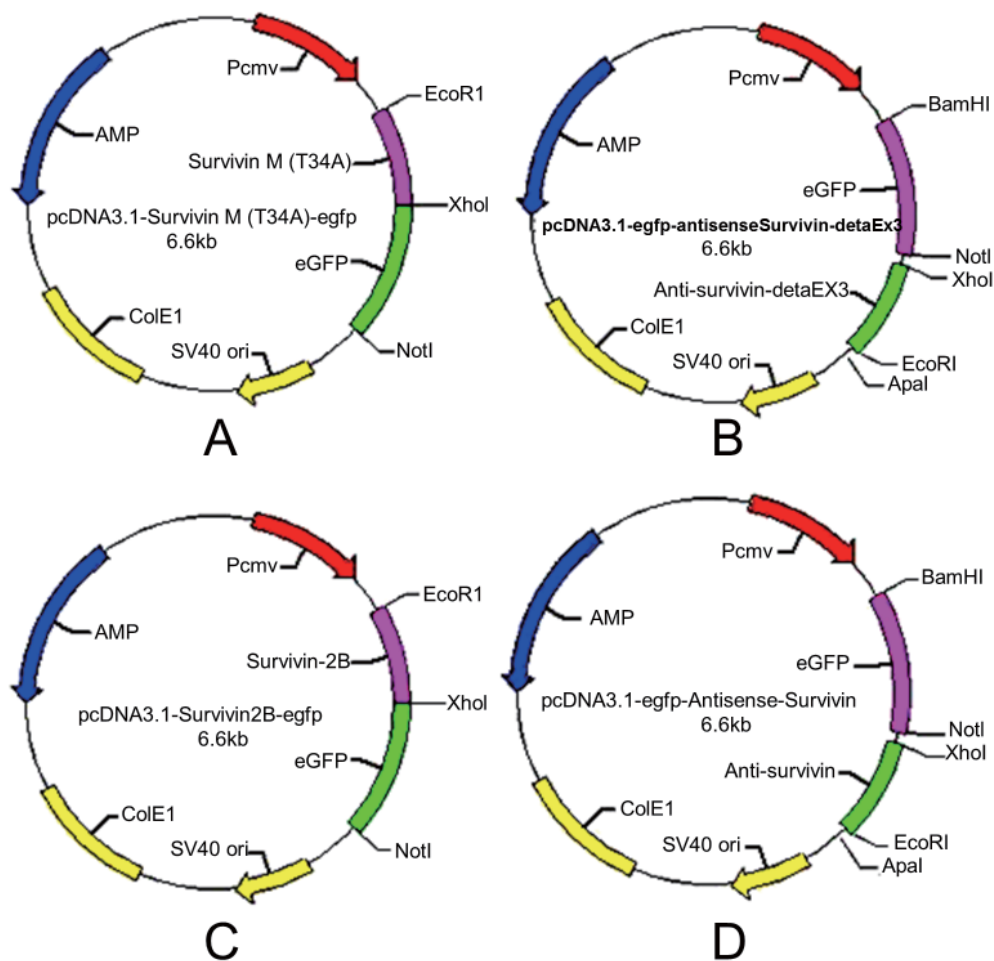 Pcmv
EcoR1
AMP
Survivin M (T34A)
XhoI
pcDNA3.1-Survivin M (T34A)-egfp
6.6kb
eGFP
ColE1
SV40 ori
NotI
A
Pcmv
BamHI
AMP
eGFP
pcDNA3.1-egfp-antisenseSurvivin-detaEx3
6.6kb
NotI
XhoI
Anti-survivin-detaEX3
ColE1
SV40 ori
EcoRI
ApaI
B
Pcmv
EcoR1
AMP
Survivin-2B
XhoI
pcDNA3.1-Survivin2B-egfp
6.6kb
eGFP
ColE1
SV40 ori
NotI
C
Pcmv
BamHI
AMP
eGFP
pcDNA3.1-egfp-Antisense-Survivin
6.6kb
NotI
XhoI
Anti-survivin
ColE1
SV40 ori
EcoRI
ApaI
D